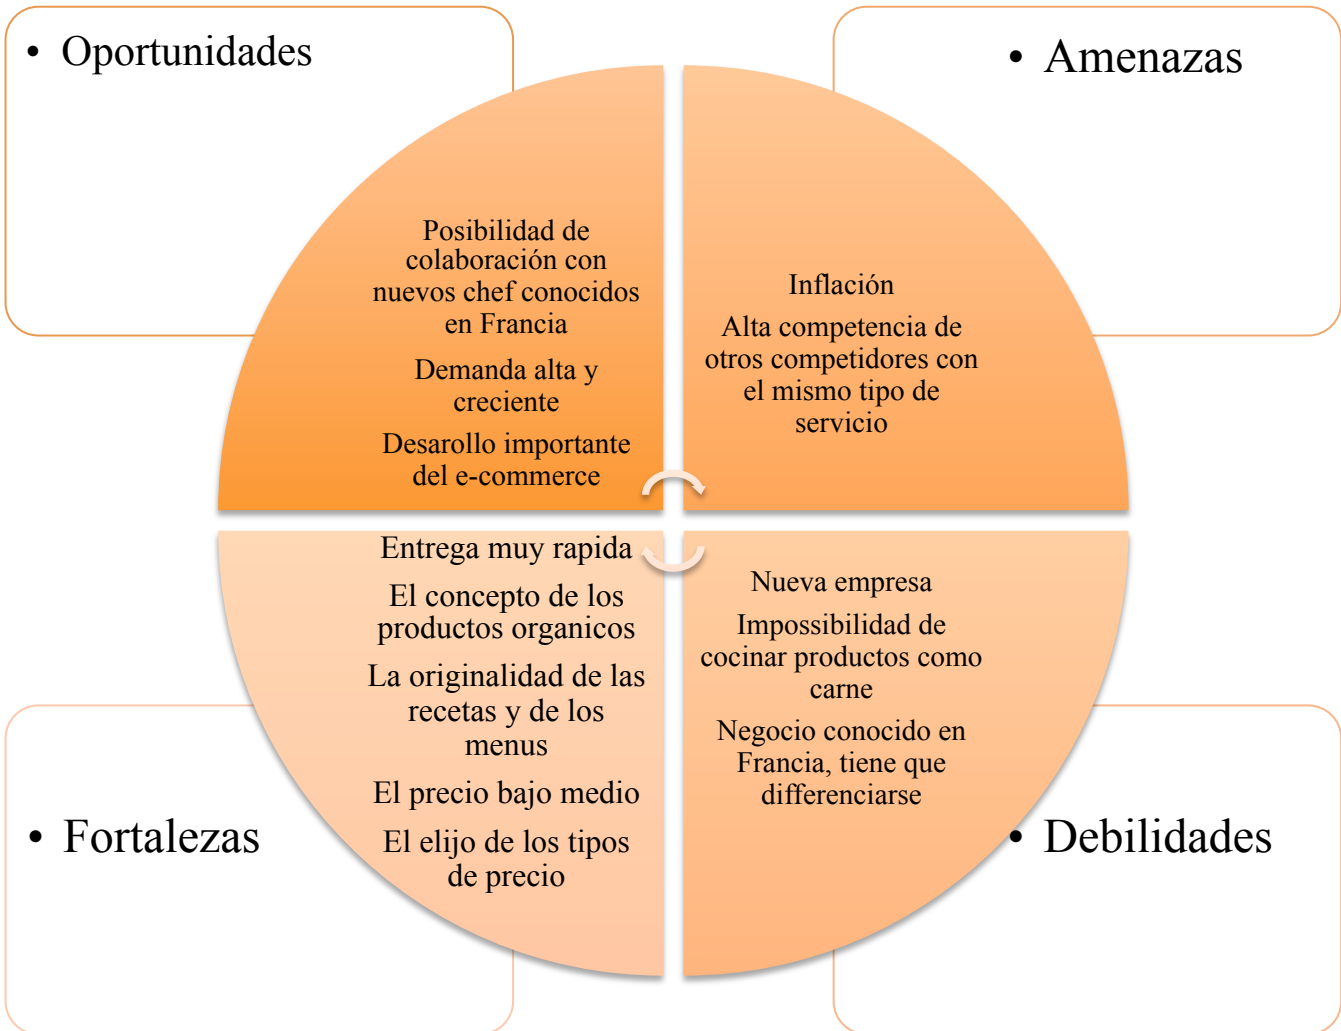 • Oportunidades
Posibilidad de
colaboración con
nuevos chef conocidos
en Francia
Demanda alta y
creciente
Desarollo importante
del e-commerce
• Amenazas
Inflación
Alta competencia de
otros competidores con
el mismo tipo de
servicio
Entrega muy rapida
El concepto de los
productos organicos
La originalidad de las
recetas y de los
menus
El precio bajo medio
El elijo de los tipos
de precio
• Fortalezas
Nueva empresa
Impossibilidad de
cocinar productos como
carne
Negocio conocido en
Francia, tiene que
differenciarse
• Debilidades